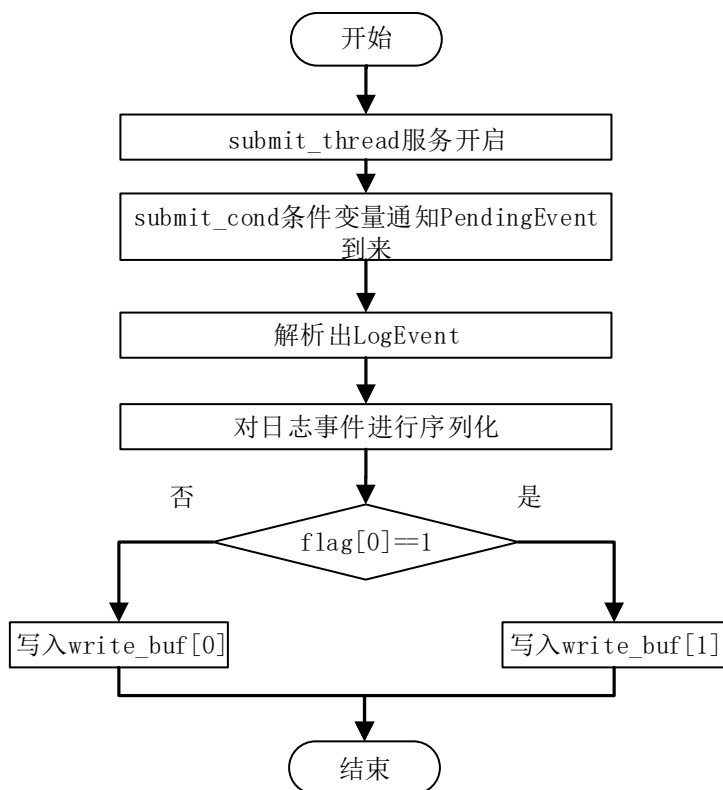 开始
submit_thread服务开启
submit_cond条件变量通知PendingEvent
到来
解析出LogEvent
对日志事件进行序列化
否
是
flag[0]==1
写入write_buf[0]
写入write_buf[1]
结束